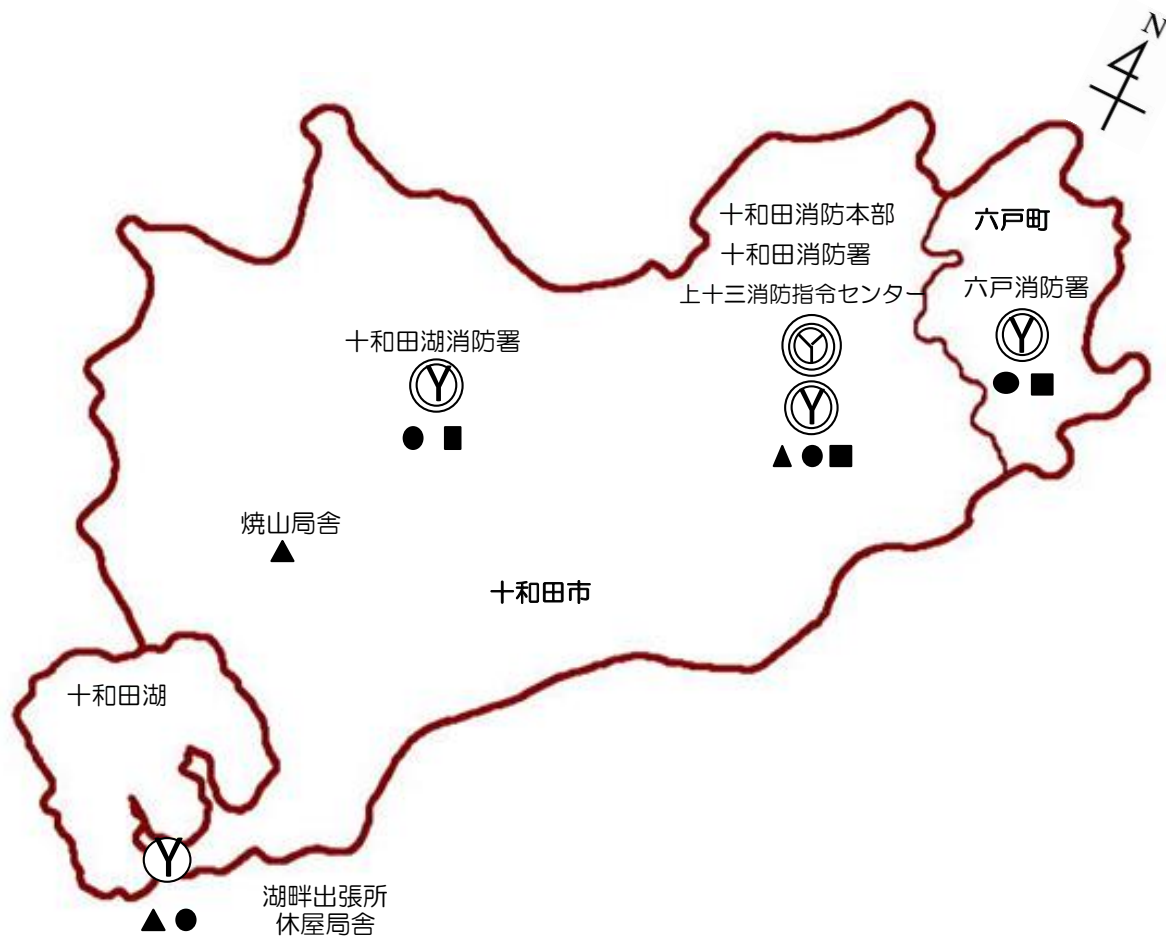 N
十和田消防本部
十和田消防署
上十三消防指令センター
六戸町
六戸消防署
十和田湖消防署
焼山局舎
十和田市
十和田湖
湖畔出張所
休屋局舎